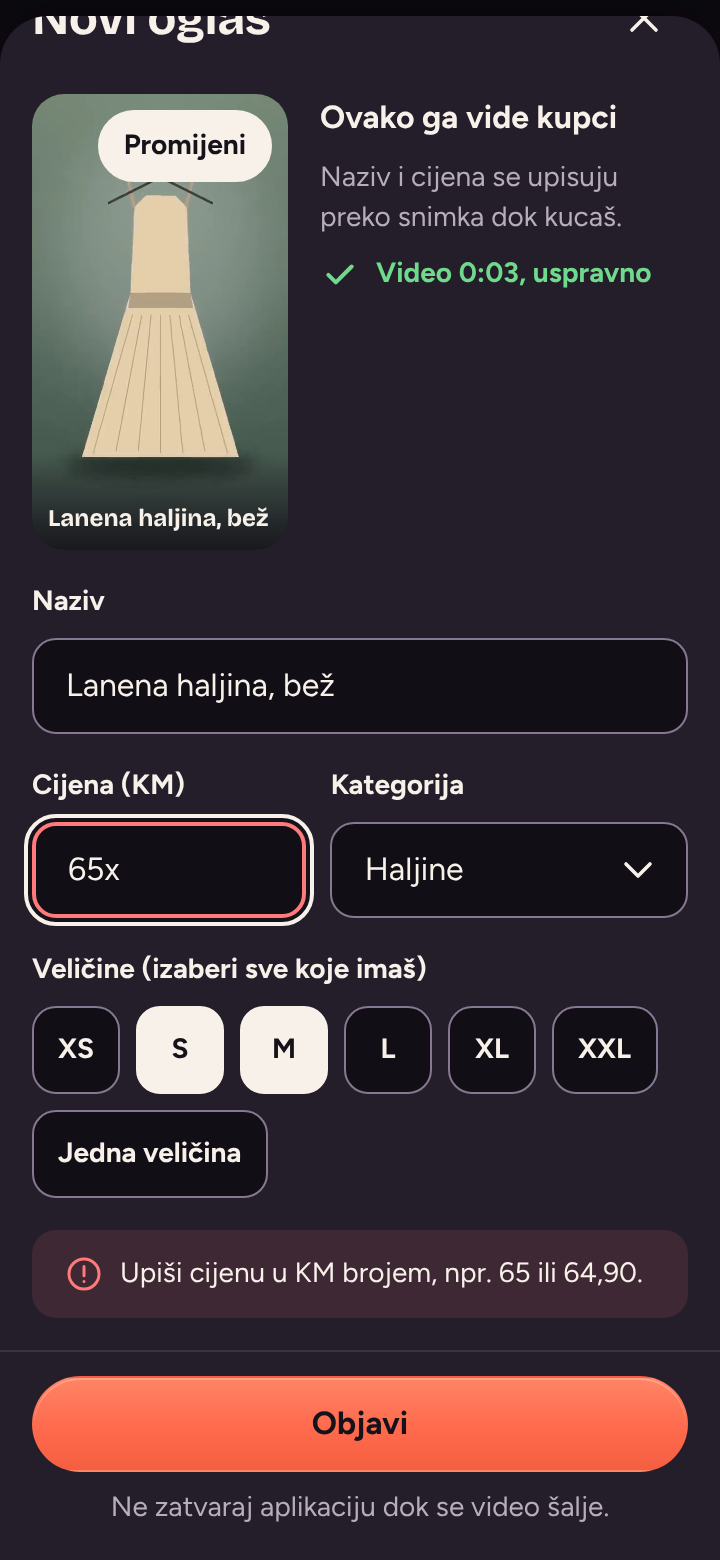 Novi oglas
Promijeni
Lanena haljina, bež
Ovako ga vide kupci
Naziv i cijena se upisuju
preko snimka dok kucaš.
Video 0:03, uspravno
Naziv
Lanena haljina, bež
Cijena (KM)
65x
Kategorija
Haljine
Veličine (izaberi sve koje imaš)
XS S M L XL XXL
Jedna veličina
Upiši cijenu u KM brojem, npr. 65 ili 64,90.
Objavi
Ne zatvaraj aplikaciju dok se video šalje.